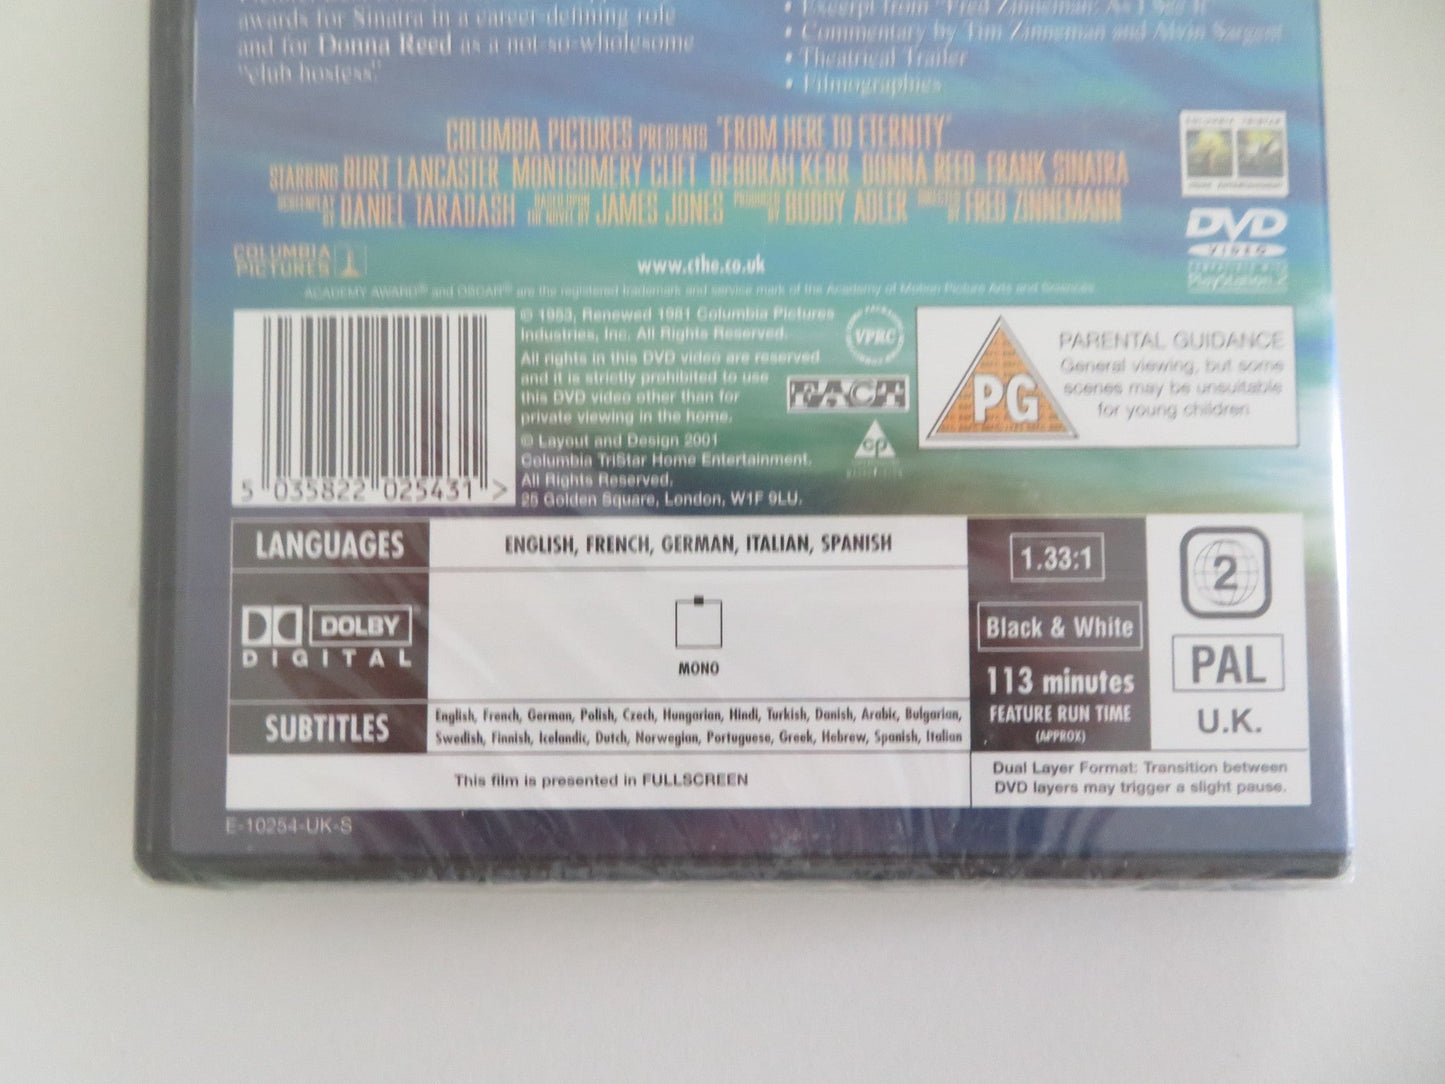 awards for Sinatra in a career-defining role
and for Donna Reed as a not-so-wholesome
"club hostess."
• Excerpt from "Fred Zinneman: As I See It"
• Commentary by Tim Zinneman and Alvin Sargent
• Theatrical Trailer
• Filmographies
COLUMBIA PICTURES PRESENTS "FROM HERE TO ETERNITY"
STARRING BURT LANCASTER MONTGOMERY CLIFT DEBORAH KERR DONNA REED FRANK SINATRA
SCREENPLAY BY DANIEL TARADASH BASED UPON THE NOVEL BY JAMES JONES PRODUCED BY BUDDY ADLER DIRECTED BY FRED ZINNEMANN
COLUMBIA
PICTURES
www.cthe.co.uk
DVD
VIDEO
PlayStation 2
ACADEMY AWARD® and OSCAR® are the registered trademark and service mark of the Academy of Motion Picture Arts and Sciences.
© 1953, Renewed 1981 Columbia Pictures
Industries, Inc. All Rights Reserved.
All rights in this DVD video are reserved
and it is strictly prohibited to use
this DVD video other than for
private viewing in the home.
© Layout and Design 2001
Columbia TriStar Home Entertainment.
All Rights Reserved.
25 Golden Square, London, W1F 9LU.
5 035822 025431 >
VPRC
FACT
cp
PG
PARENTAL GUIDANCE
General viewing, but some
scenes may be unsuitable
for young children
LANGUAGES
ENGLISH, FRENCH, GERMAN, ITALIAN, SPANISH
DOLBY
DIGITAL
MONO
SUBTITLES
English, French, German, Polish, Czech, Hungarian, Hindi, Turkish, Danish, Arabic, Bulgarian,
Swedish, Finnish, Icelandic, Dutch, Norwegian, Portuguese, Greek, Hebrew, Spanish, Italian
This film is presented in FULLSCREEN
1.33:1
Black & White
113 minutes
FEATURE RUN TIME
(APPROX)
2
PAL
U.K.
Dual Layer Format: Transition between
DVD layers may trigger a slight pause.
E-10254-UK-S